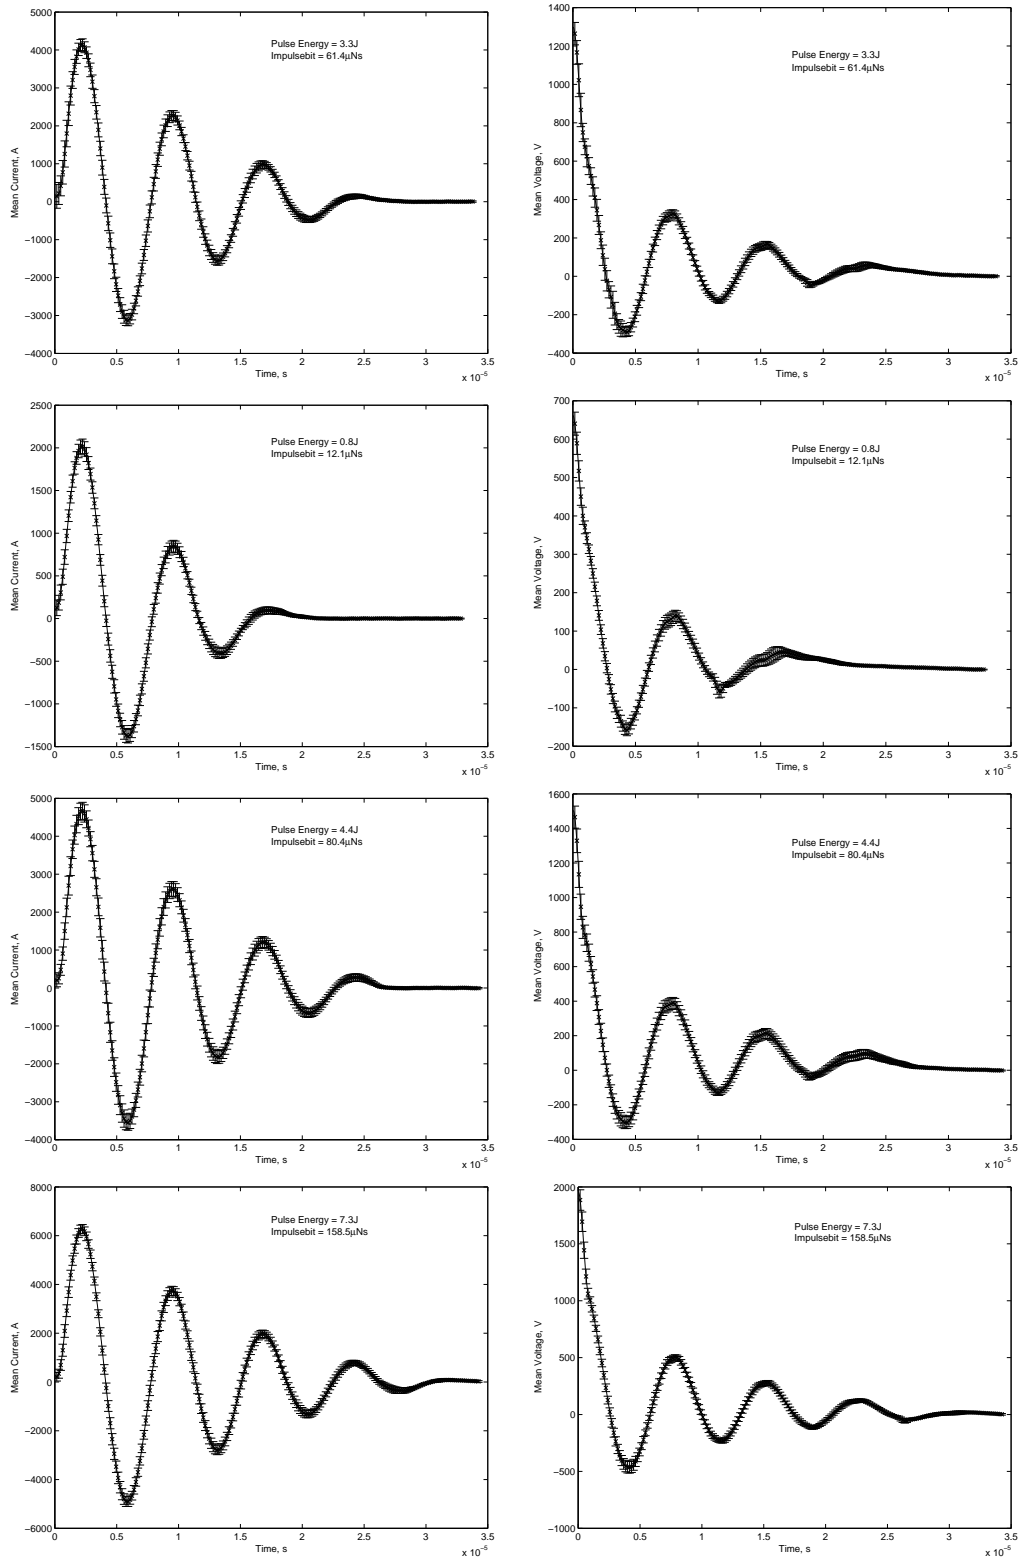 5000
4000
3000
2000
1000
0
−1000
−2000
−3000
−4000
Mean Current, A
Pulse Energy = 3.3J
Impulsebit = 61.4μNs
0 0.5 1 1.5 2 2.5 3 3.5
Time, s
x 10⁻⁵
1400
1200
1000
800
600
400
200
0
−200
−400
Mean Voltage, V
Pulse Energy = 3.3J
Impulsebit = 61.4μNs
0 0.5 1 1.5 2 2.5 3 3.5
Time, s
x 10⁻⁵
2500
2000
1500
1000
500
0
−500
−1000
−1500
Mean Current, A
Pulse Energy = 0.8J
Impulsebit = 12.1μNs
0 0.5 1 1.5 2 2.5 3 3.5
Time, s
x 10⁻⁵
700
600
500
400
300
200
100
0
−100
−200
Mean Voltage, V
Pulse Energy = 0.8J
Impulsebit = 12.1μNs
0 0.5 1 1.5 2 2.5 3 3.5
Time, s
x 10⁻⁵
5000
4000
3000
2000
1000
0
−1000
−2000
−3000
−4000
Mean Current, A
Pulse Energy = 4.4J
Impulsebit = 80.4μNs
0 0.5 1 1.5 2 2.5 3 3.5
Time, s
x 10⁻⁵
1600
1400
1200
1000
800
600
400
200
0
−200
−400
Mean Voltage, V
Pulse Energy = 4.4J
Impulsebit = 80.4μNs
0 0.5 1 1.5 2 2.5 3 3.5
Time, s
x 10⁻⁵
8000
6000
4000
2000
0
−2000
−4000
−6000
Mean Current, A
Pulse Energy = 7.3J
Impulsebit = 158.5μNs
0 0.5 1 1.5 2 2.5 3 3.5
Time, s
x 10⁻⁵
2000
1500
1000
500
0
−500
−1000
Mean Voltage, V
Pulse Energy = 7.3J
Impulsebit = 158.5μNs
0 0.5 1 1.5 2 2.5 3 3.5
Time, s
x 10⁻⁵